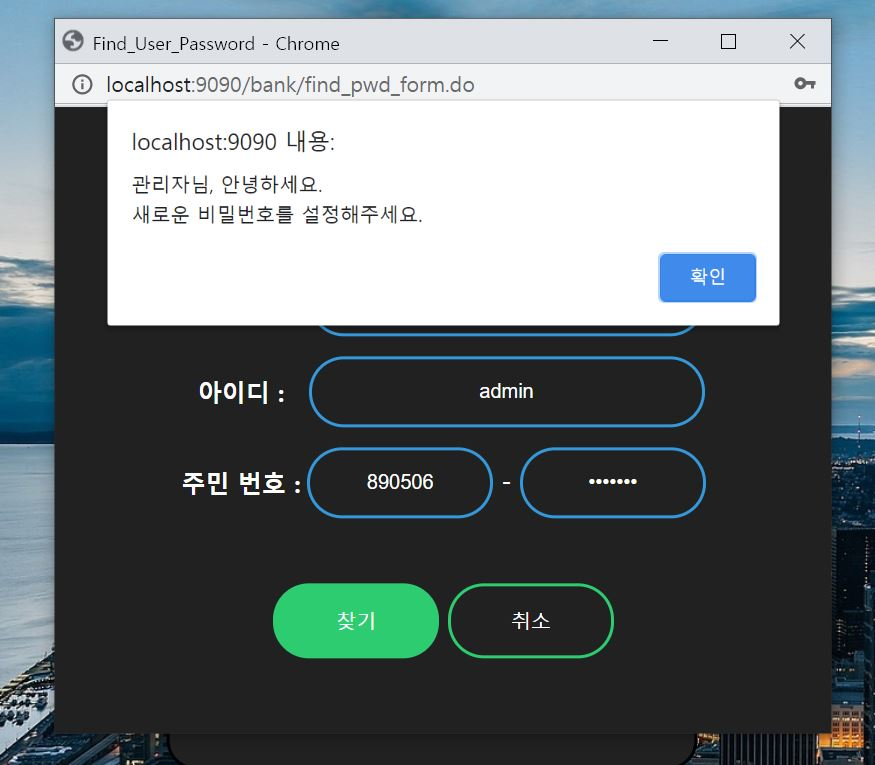 Find_User_Password - Chrome
localhost:9090/bank/find_pwd_form.do
localhost:9090 내용:
관리자님, 안녕하세요.
새로운 비밀번호를 설정해주세요.
확인
아이디 : admin
주민 번호 : 890506 - •••••••
찾기 취소